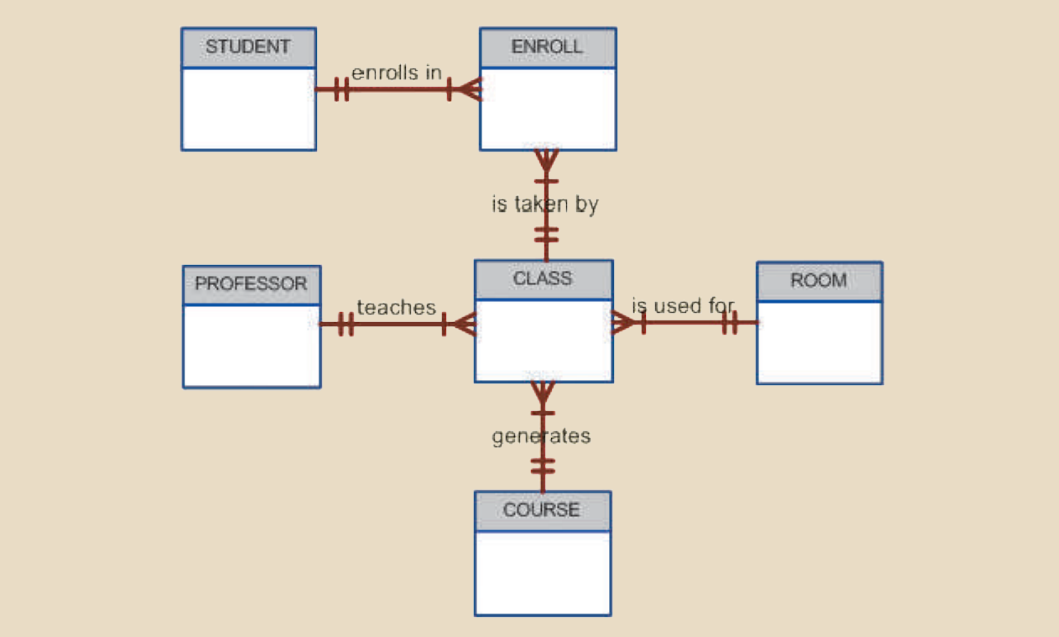 STUDENT
enrolls in
ENROLL
is taken by
PROFESSOR
teaches
CLASS
is used for
ROOM
generates
COURSE